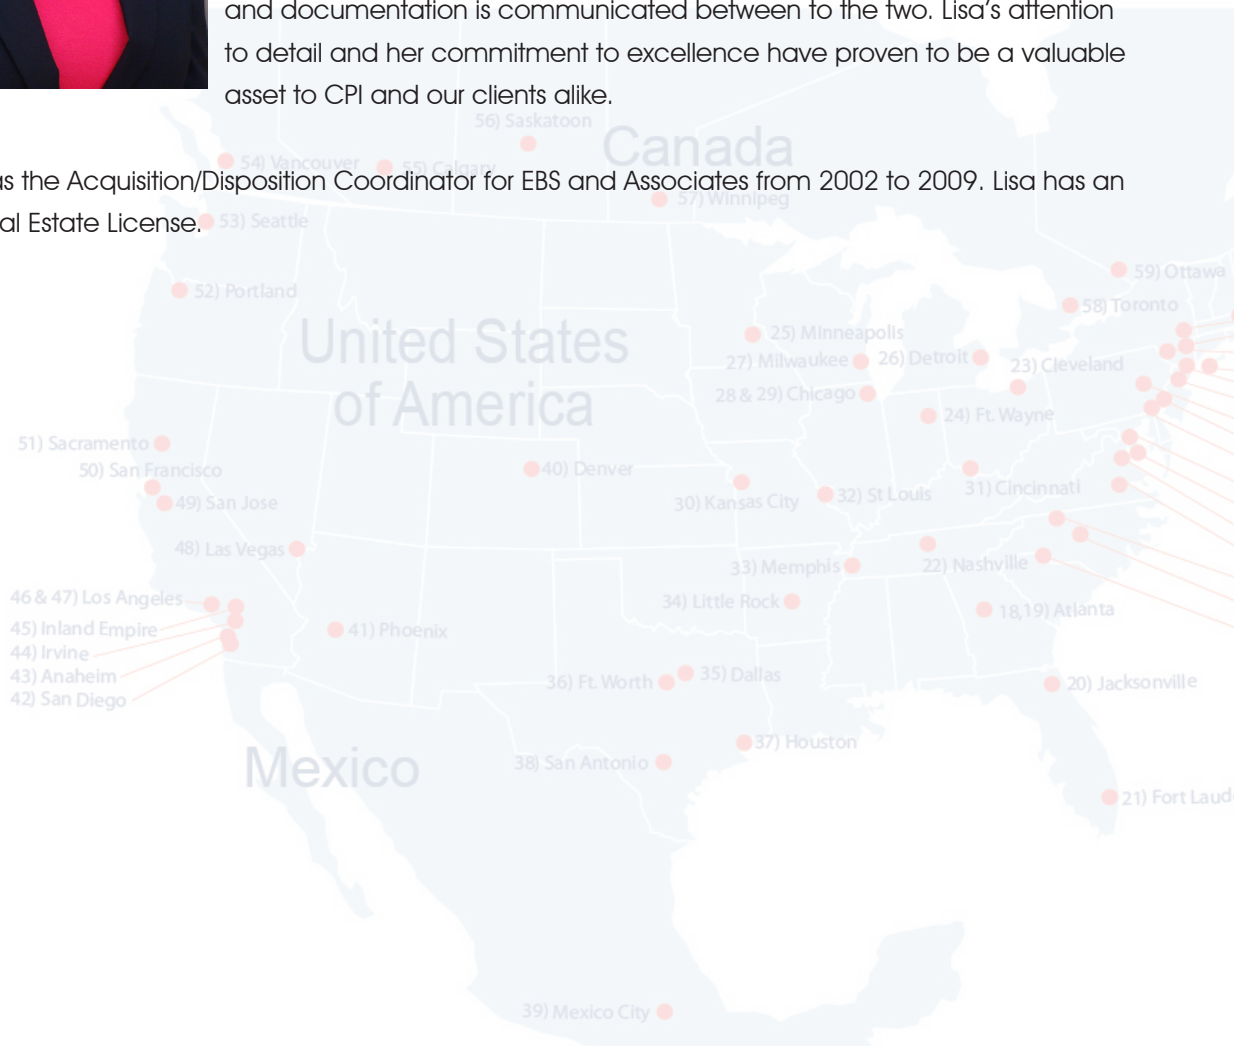 and documentation is communicated between to the two. Lisa's attention
to detail and her commitment to excellence have proven to be a valuable
asset to CPI and our clients alike.
56) Saskatoon
Canada
54) Vancouver
55) Calgary
as the Acquisition/Disposition Coordinator for EBS and Associates from 2002 to 2009. Lisa has an
57) Winnipeg
al Estate License.
53) Seattle
59) Ottawa
52) Portland
58) Toronto
United States
of America
25) Minneapolis
27) Milwaukee
26) Detroit
23) Cleveland
28 & 29) Chicago
24) Ft. Wayne
51) Sacramento
50) San Francisco
40) Denver
49) San Jose
30) Kansas City
32) St Louis
31) Cincinnati
48) Las Vegas
33) Memphis
22) Nashville
46 & 47) Los Angeles
34) Little Rock
18,19) Atlanta
45) Inland Empire
41) Phoenix
44) Irvine
43) Anaheim
36) Ft. Worth
35) Dallas
20) Jacksonville
42) San Diego
37) Houston
Mexico
38) San Antonio
21) Fort Laud
39) Mexico City